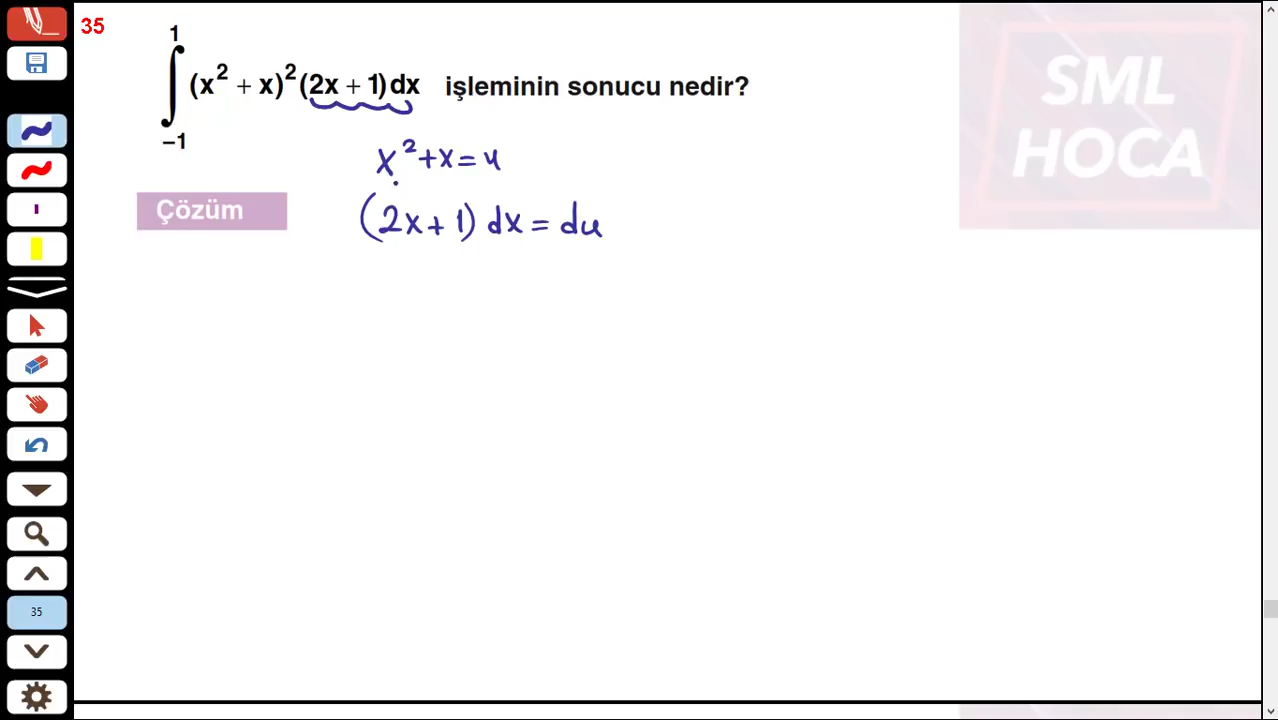 35
1
∫ (x² + x)² (2x + 1) dx işleminin sonucu nedir?
−1
x² + x = u
Çözüm
(2x + 1) dx = du
SML
HOCA
35